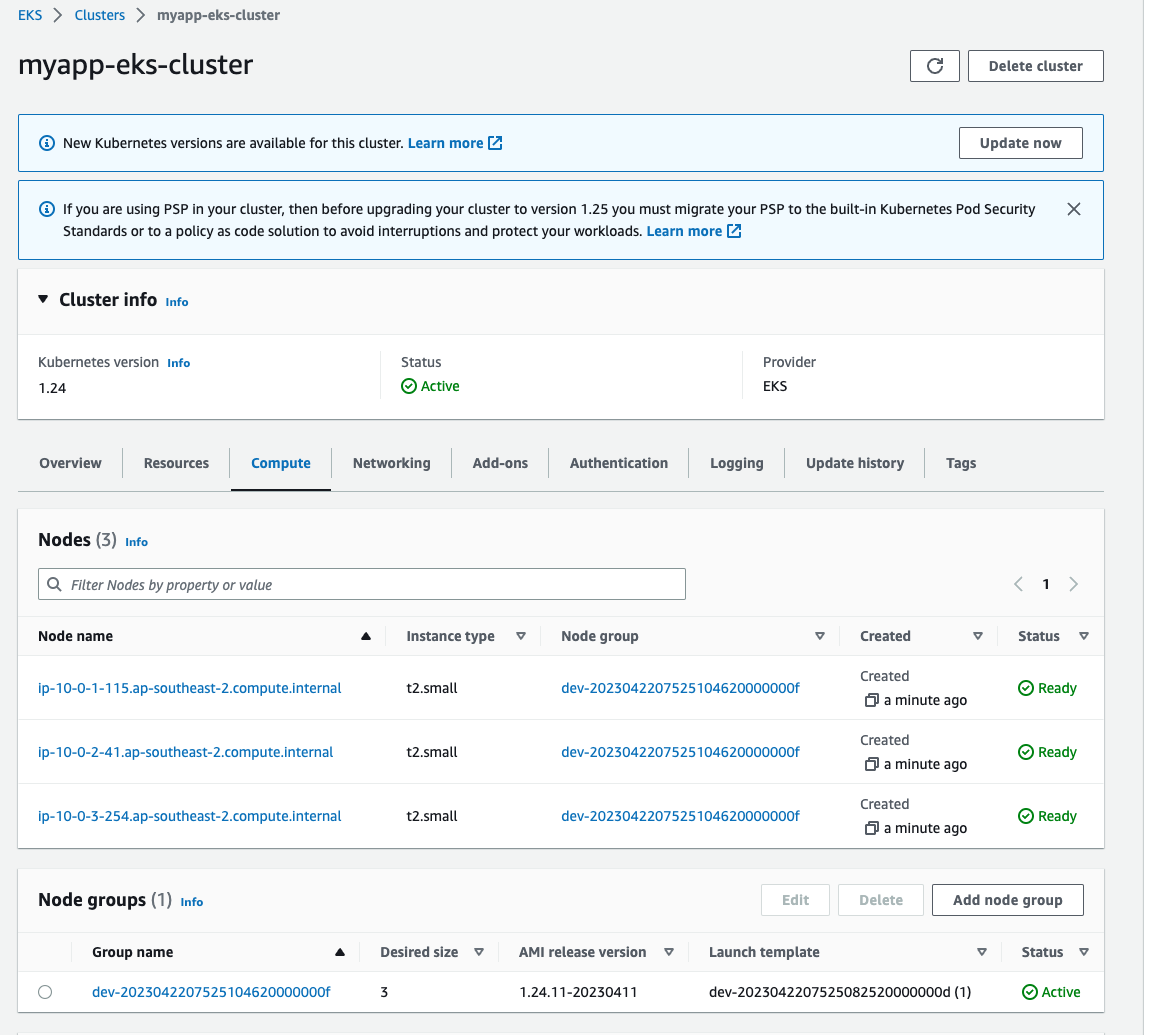 EKS > Clusters > myapp-eks-cluster
myapp-eks-cluster
Delete cluster
New Kubernetes versions are available for this cluster. Learn more
Update now
If you are using PSP in your cluster, then before upgrading your cluster to version 1.25 you must migrate your PSP to the built-in Kubernetes Pod Security
Standards or to a policy as code solution to avoid interruptions and protect your workloads. Learn more
Cluster info Info
Kubernetes version Info
Status
Provider
1.24
Active
EKS
Overview Resources Compute Networking Add-ons Authentication Logging Update history Tags
Nodes (3) Info
Filter Nodes by property or value
1
Node name Instance type Node group Created Status
ip-10-0-1-115.ap-southeast-2.compute.internal t2.small dev-2023042207525104620000000f Created a minute ago Ready
ip-10-0-2-41.ap-southeast-2.compute.internal t2.small dev-2023042207525104620000000f Created a minute ago Ready
ip-10-0-3-254.ap-southeast-2.compute.internal t2.small dev-2023042207525104620000000f Created a minute ago Ready
Node groups (1) Info
Edit Delete Add node group
Group name Desired size AMI release version Launch template Status
dev-2023042207525104620000000f 3 1.24.11-20230411 dev-2023042207525082520000000d (1) Active